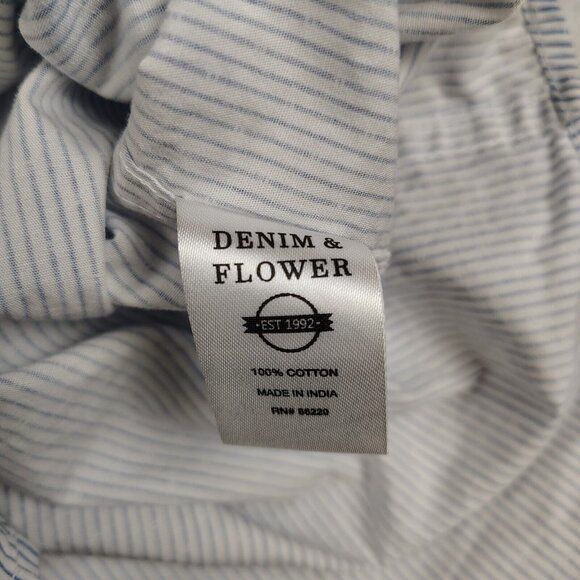 DENIM &
FLOWER
·EST 1992·
100% COTTON
MADE IN INDIA
RN# 86220